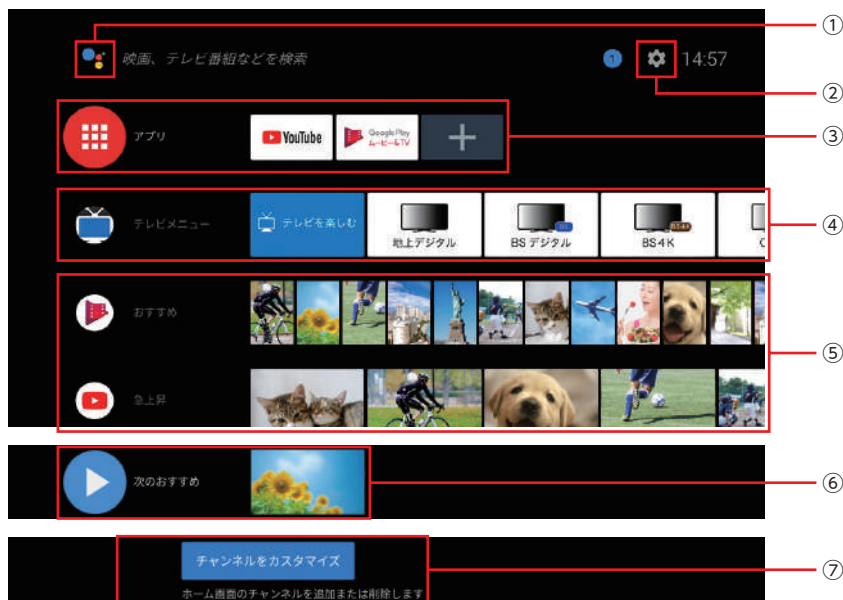 ①
映画、テレビ番組などを検索
1
14:57
②
アプリ
YouTube
Google Play
ムービー&TV
③
テレビメニュー
テレビを楽しむ
地上デジタル
BS デジタル
BS
BS4K
BS4K
④
おすすめ
⑤
急上昇
次のおすすめ
⑥
チャンネルをカスタマイズ
⑦
ホーム画面のチャンネルを追加または削除します